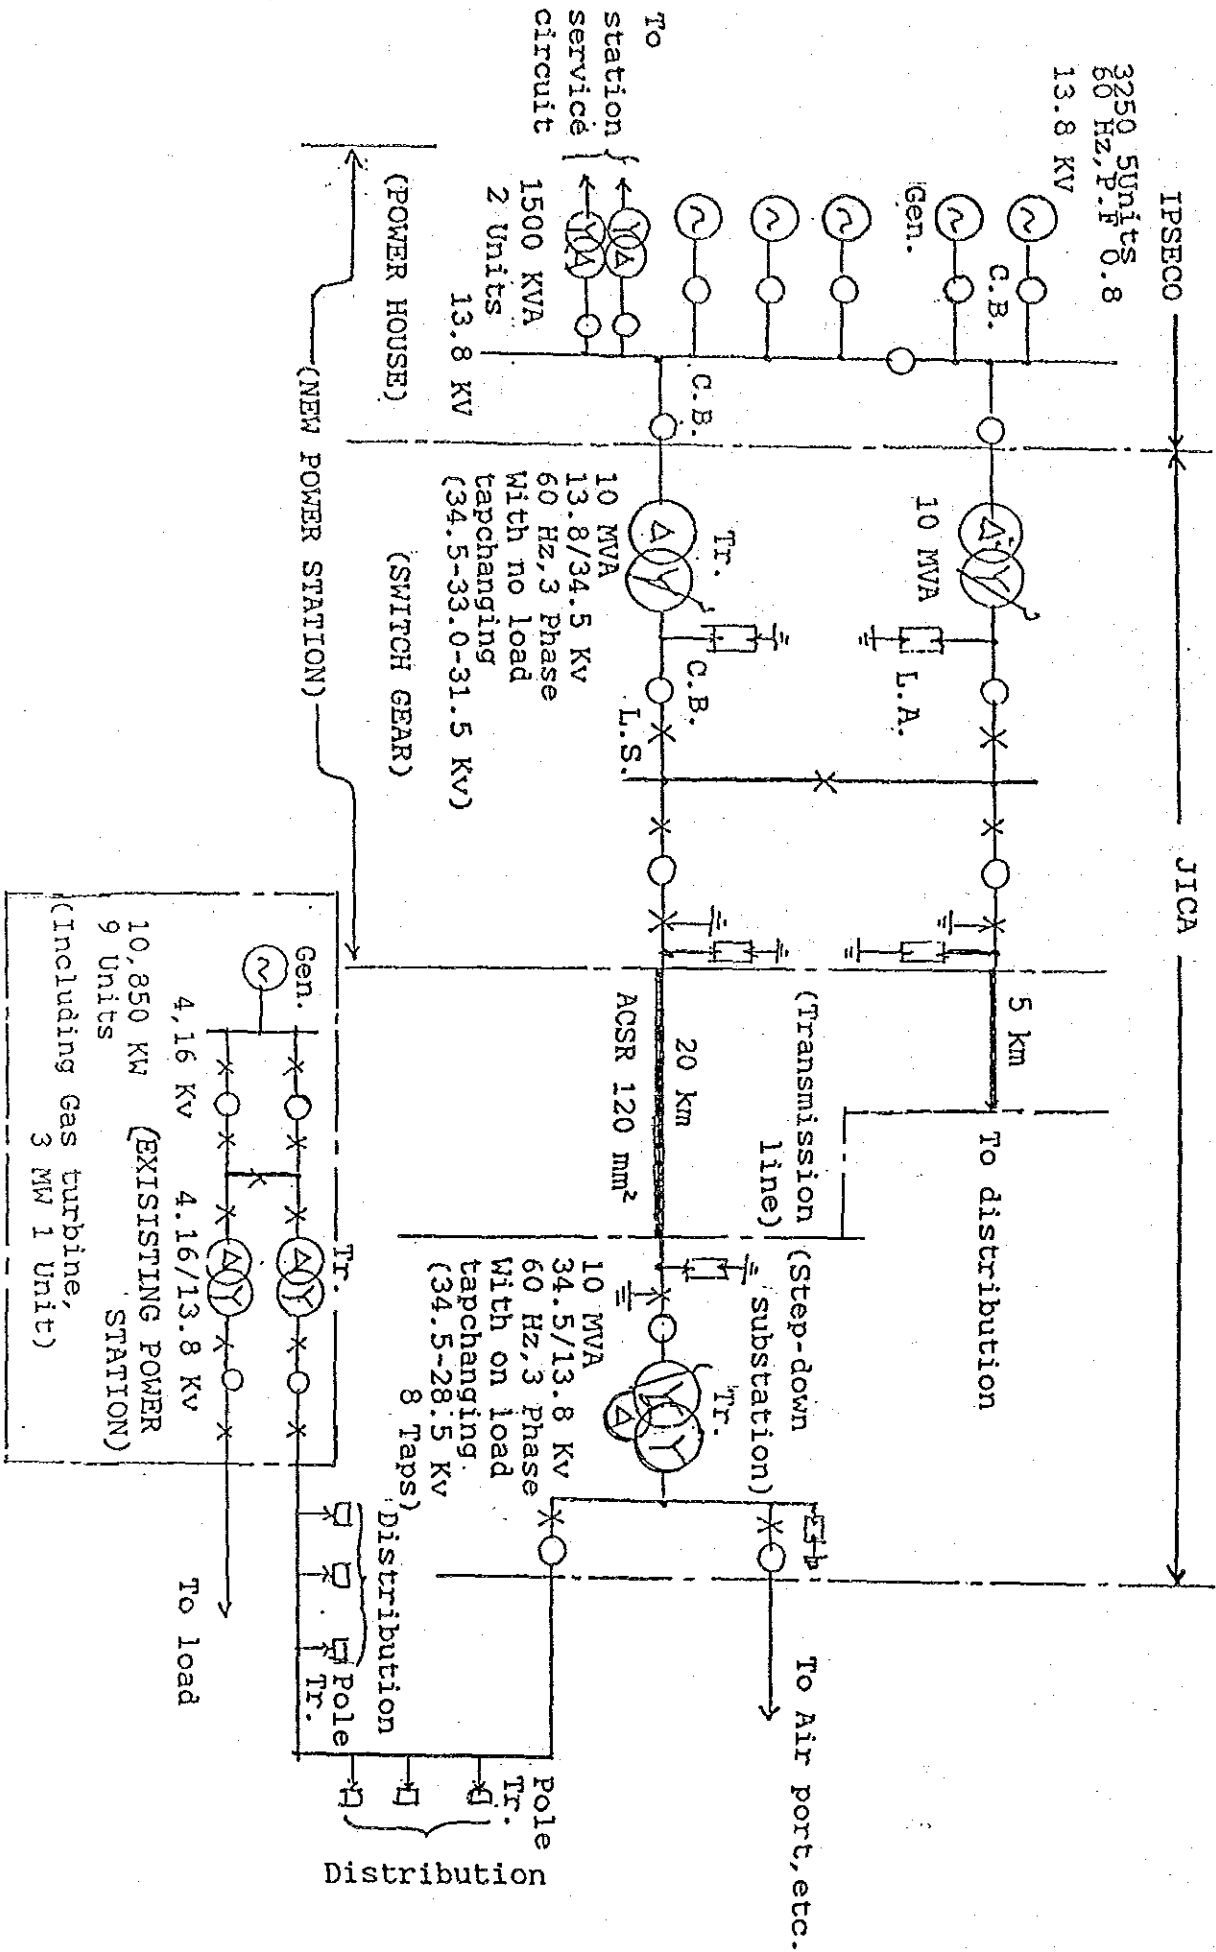 IPSECO
JICA
3250 5Units
60 Hz,P.F 0.8
13.8 KV
C.B.
Gen.
To
station
service
circuit
1500 KVA
2 Units
13.8 KV
(POWER HOUSE)
C.B.
10 MVA
L.A.
Tr.
C.B.
L.S.
10 MVA
13.8/34.5 Kv
60 Hz,3 Phase
With no load
tapchanging
(34.5-33.0-31.5 Kv)
(SWITCH GEAR)
(NEW POWER STATION)
5 km
To distribution
(Transmission
line)
20 km
ACSR 120 mm²
(Step-down
substation)
Tr.
10 MVA
34.5/13.8 Kv
60 Hz,3 Phase
With on load
tapchanging
(34.5-28.5 Kv
8 Taps)
To Air port,etc.
Pole
Tr.
Distribution
Distribution
Pole
Tr.
Gen.
Tr.
4,16 Kv
4.16/13.8 Kv
10,850 KW
9 Units
(EXISISTING POWER
STATION)
(Including Gas turbine,
3 MW 1 Unit)
To load